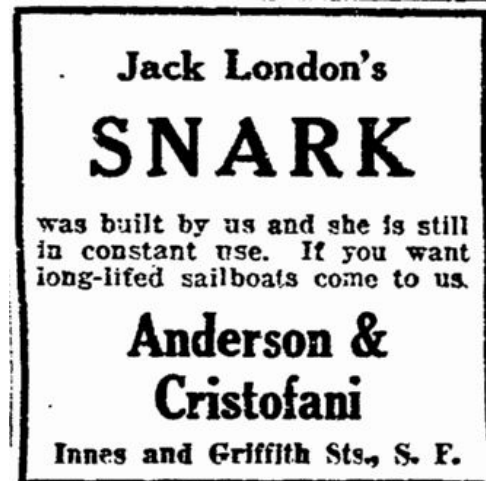 Jack London's
SNARK
was built by us and she is still
in constant use. If you want
long-lifed sailboats come to us.
Anderson &
Cristofani
Innes and Griffith Sts., S. F.